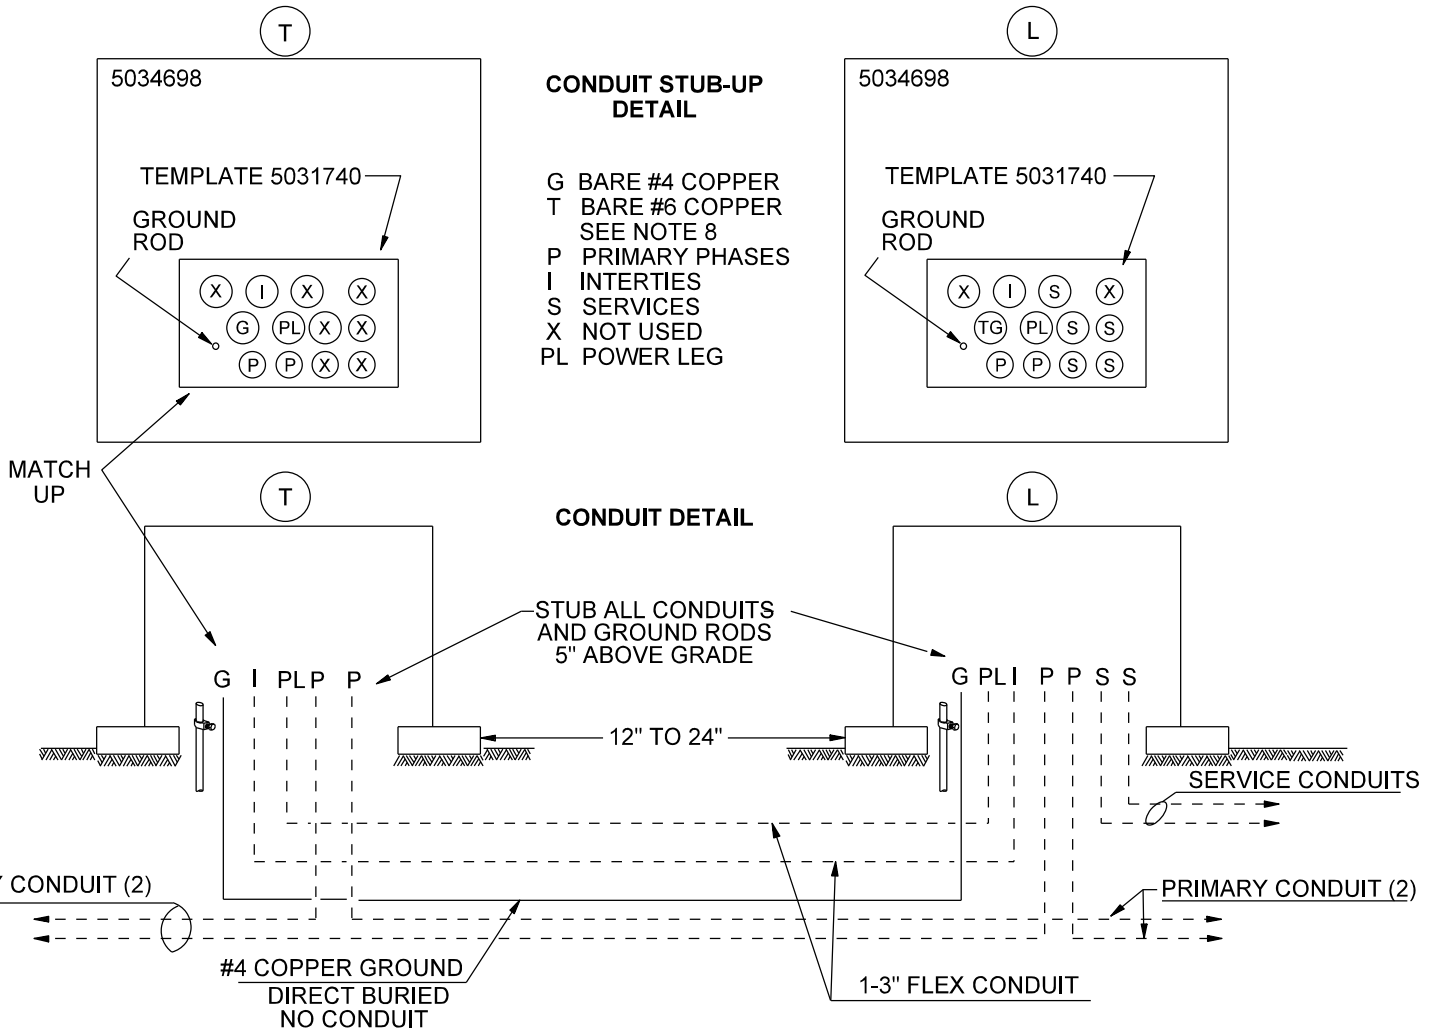 T
L
5034698
CONDUIT STUB-UP
DETAIL
5034698
TEMPLATE 5031740
GROUND
ROD
X I X X
G PL X X
P P X X
G BARE #4 COPPER
T BARE #6 COPPER
SEE NOTE 8
P PRIMARY PHASES
I INTERTIES
S SERVICES
X NOT USED
PL POWER LEG
TEMPLATE 5031740
GROUND
ROD
X I S X
TG PL S S
P P S S
MATCH
UP
T
CONDUIT DETAIL
L
STUB ALL CONDUITS
AND GROUND RODS
5" ABOVE GRADE
G I PL P P
G PL I P P S S
12" TO 24"
SERVICE CONDUITS
Y CONDUIT (2)
PRIMARY CONDUIT (2)
#4 COPPER GROUND
DIRECT BURIED
NO CONDUIT
1-3" FLEX CONDUIT